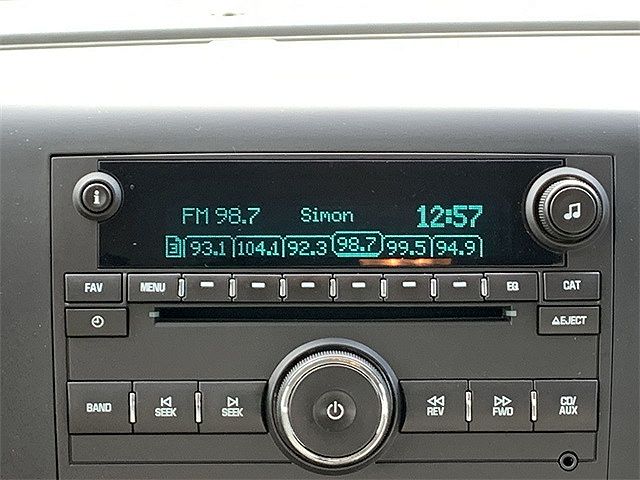 FM 98.7 Simon 12:57
3 93.1 104.1 92.3 98.7 99.5 94.9
FAV MENU EQ CAT
EJECT
BAND SEEK SEEK REV FWD CD/
AUX